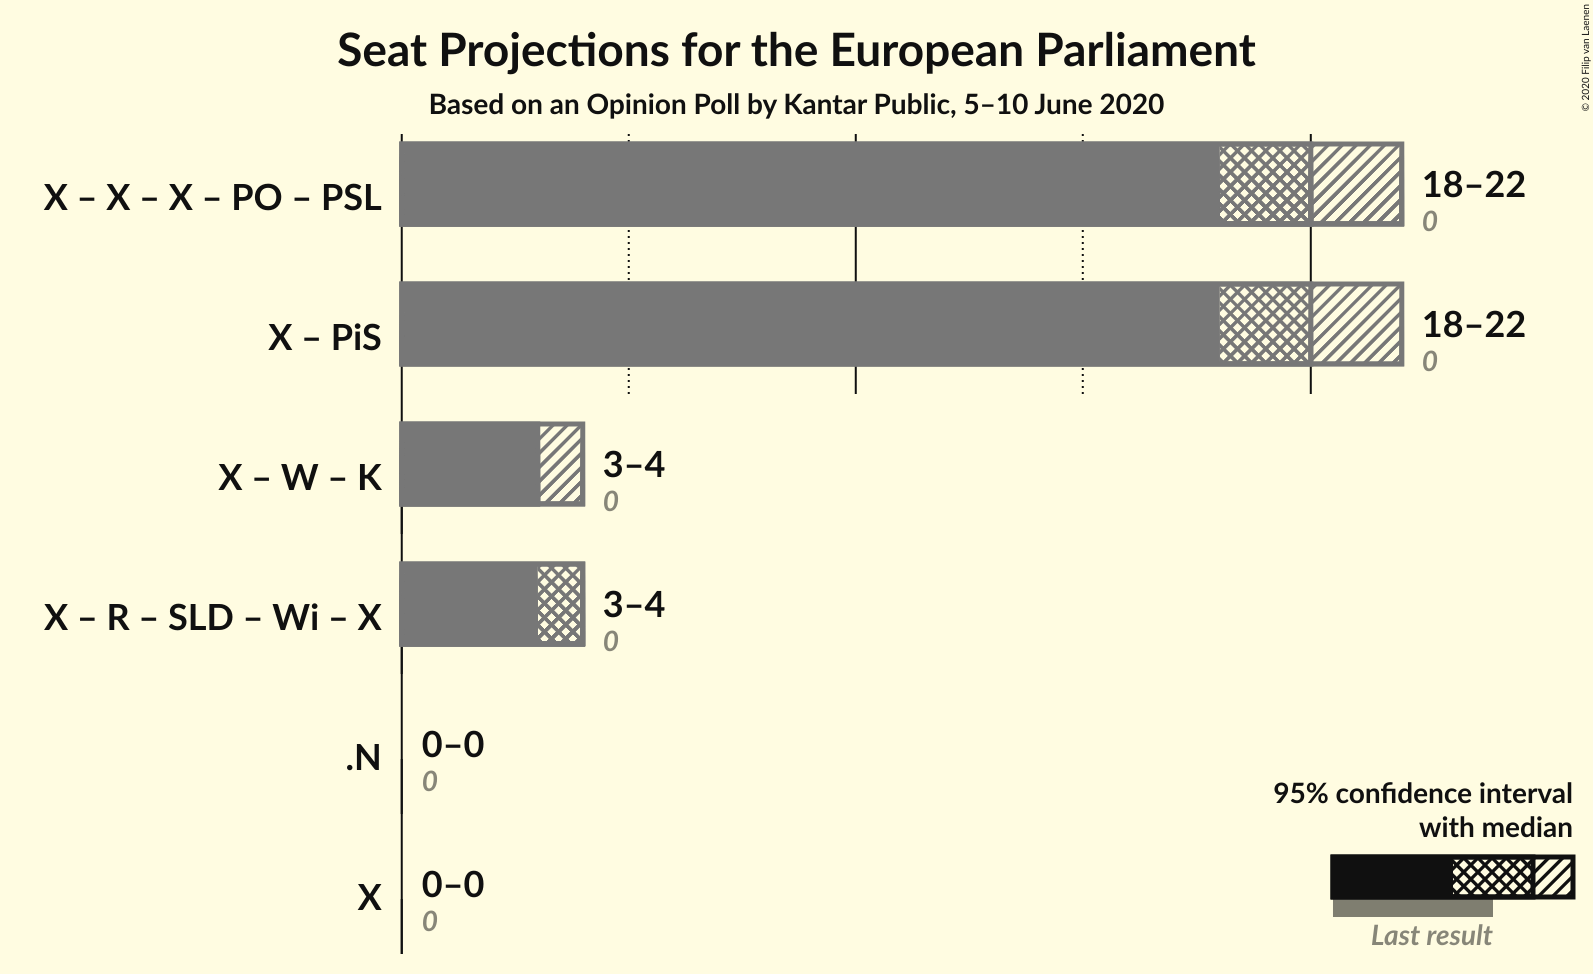 Seat Projections for the European Parliament
Based on an Opinion Poll by Kantar Public, 5–10 June 2020
© 2020 Filip van Laenen
X – X – X – PO – PSL
18–22
0
X – PiS
18–22
0
X – W – K
3–4
0
X – R – SLD – Wi – X
3–4
0
.N
0–0
0
X
0–0
0
95% confidence interval
with median
Last result